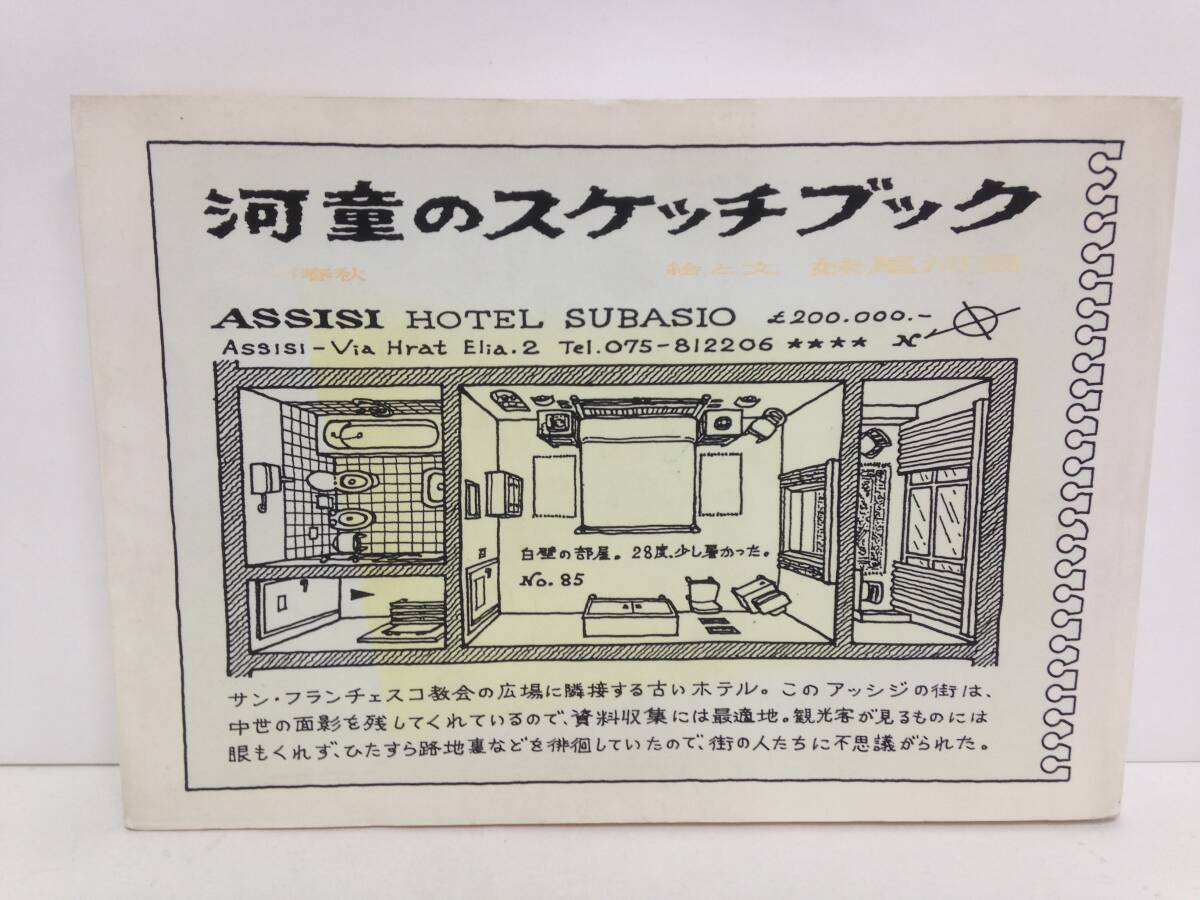 河童のスケッチブック
春秋 絵と文 妹尾河童
ASSISI HOTEL SUBASIO £200.000.-
ASSISI-Via Hrat Elia.2 Tel.075-812206 ★★★★ N
白壁の部屋。28度、少し暑かった。
No.85
サン・フランチェスコ教会の広場に隣接する古いホテル。このアッシジの街は、
中世の面影を残してくれているので、資料収集には最適地。観光客が見るものには
眼もくれず、ひたすら路地裏などを徘徊していたので、街の人たちに不思議がられた。